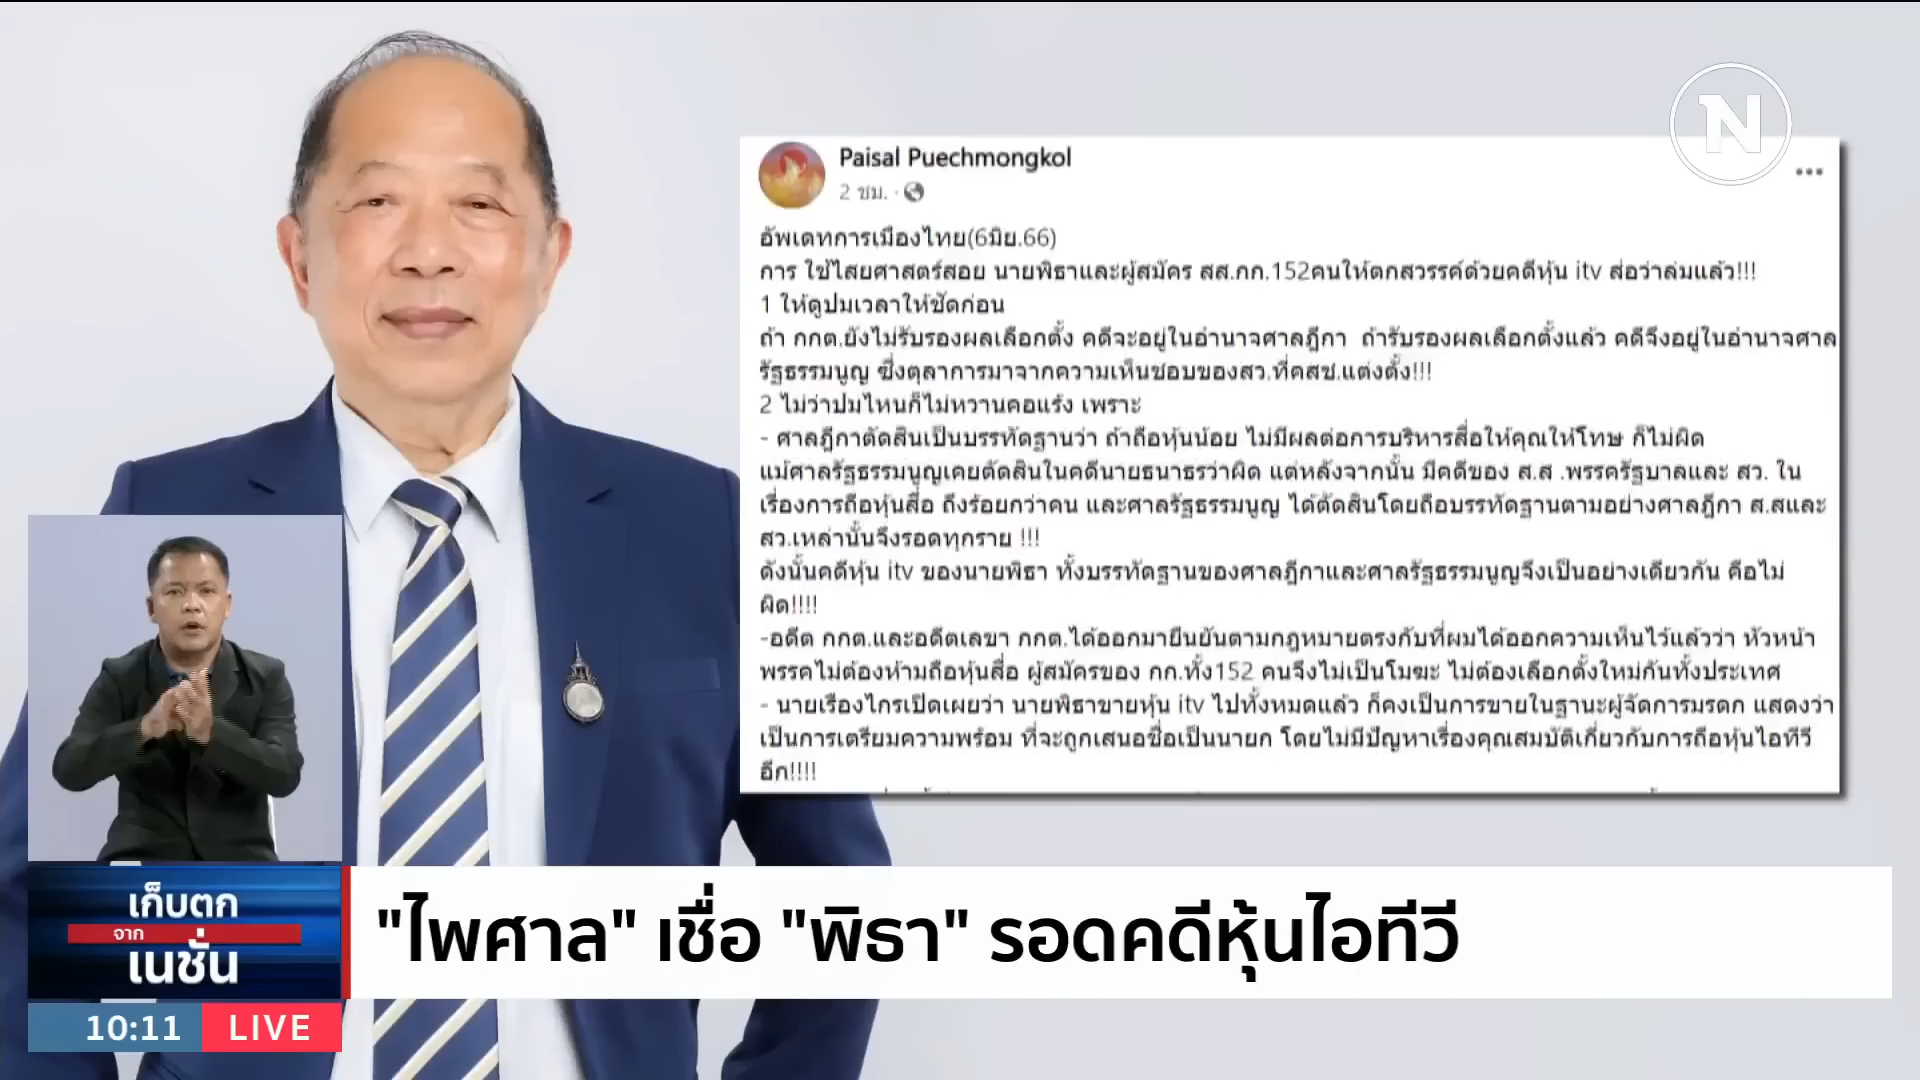 N
Paisal Puechmongkol
2 ชม.
อัพเดทการเมืองไทย(6มิย.66)
การ ใช้ไสยศาสตร์สอย นายพิธาและผู้สมัคร สส.กก.152คนให้ตกสวรรค์ด้วยคดีหุ้น itv ส่อว่าล่มแล้ว!!!
1 ให้ดูปมเวลาให้ชัดก่อน
ถ้า กกต.ยังไม่รับรองผลเลือกตั้ง คดีจะอยู่ในอำนาจศาลฎีกา ถ้ารับรองผลเลือกตั้งแล้ว คดีจึงอยู่ในอำนาจศาล
รัฐธรรมนูญ ซึ่งตุลาการมาจากความเห็นชอบของสว.ที่คสช.แต่งตั้ง!!!
2 ไม่ว่าปมไหนก็ไม่หวานคอแร้ง เพราะ
- ศาลฎีกาตัดสินเป็นบรรทัดฐานว่า ถ้าถือหุ้นน้อย ไม่มีผลต่อการบริหารสื่อให้คุณให้โทษ ก็ไม่ผิด
แม้ศาลรัฐธรรมนูญเคยตัดสินในคดีนายธนาธรว่าผิด แต่หลังจากนั้น มีคดีของ ส.ส .พรรครัฐบาลและ สว. ใน
เรื่องการถือหุ้นสื่อ ถึงร้อยกว่าคน และศาลรัฐธรรมนูญ ได้ตัดสินโดยถือบรรทัดฐานตามอย่างศาลฎีกา ส.สและ
สว.เหล่านั้นจึงรอดทุกราย !!!
ดังนั้นคดีหุ้น itv ของนายพิธา ทั้งบรรทัดฐานของศาลฎีกาและศาลรัฐธรรมนูญจึงเป็นอย่างเดียวกัน คือไม่
ผิด!!!!
-อดีต กกต.และอดีตเลขา กกต.ได้ออกมายืนยันตามกฎหมายตรงกับที่ผมได้ออกความเห็นไว้แล้วว่า หัวหน้า
พรรคไม่ต้องห้ามถือหุ้นสื่อ ผู้สมัครของ กก.ทั้ง152 คนจึงไม่เป็นโมฆะ ไม่ต้องเลือกตั้งใหม่กันทั้งประเทศ
- นายเรืองไกรเปิดเผยว่า นายพิธาขายหุ้น itv ไปทั้งหมดแล้ว ก็คงเป็นการขายในฐานะผู้จัดการมรดก แสดงว่า
เป็นการเตรียมความพร้อม ที่จะถูกเสนอชื่อเป็นนายก โดยไม่มีปัญหาเรื่องคุณสมบัติเกี่ยวกับการถือหุ้นไอทีวี
อีก!!!!
เก็บตก
จาก
เนชั่น
"ไพศาล" เชื่อ "พิธา" รอดคดีหุ้นไอทีวี
10:11 LIVE